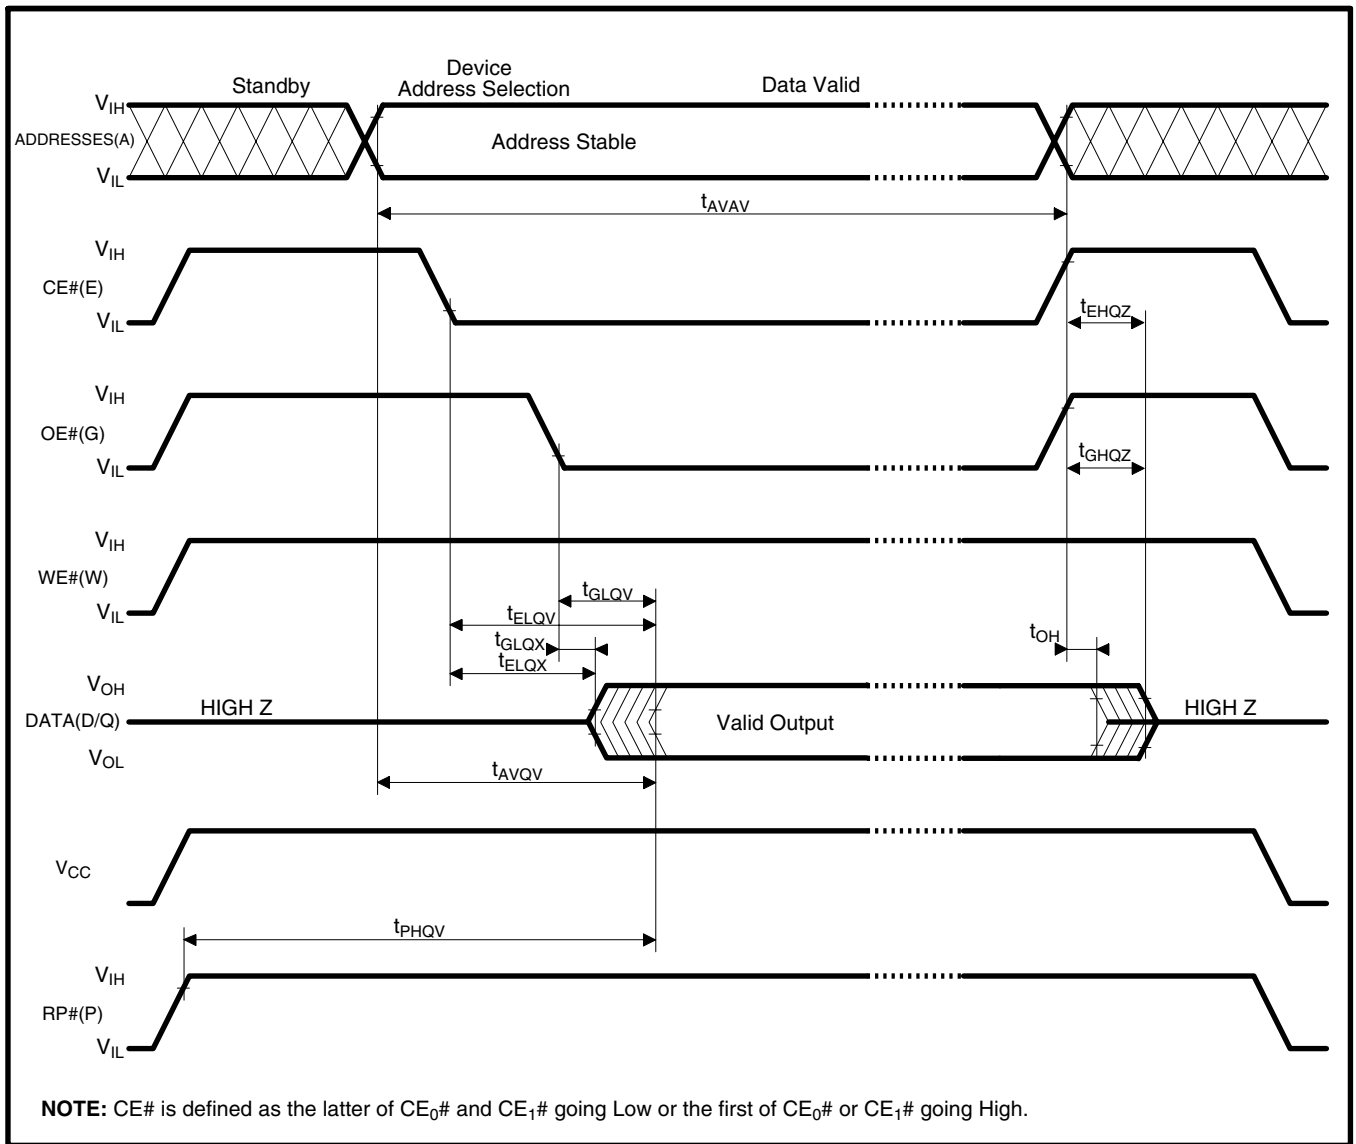 Standby
Device
Address Selection
Data Valid
VIH
ADDRESSES(A)
VIL
Address Stable
tAVAV
VIH
CE#(E)
VIL
tEHQZ
VIH
OE#(G)
VIL
tGHQZ
VIH
WE#(W)
VIL
tGLQV
tELQV
tGLQX
tELQX
tOH
VOH
DATA(D/Q)
VOL
HIGH Z
Valid Output
HIGH Z
tAVQV
VCC
tPHQV
VIH
RP#(P)
VIL
NOTE: CE# is defined as the latter of CE0# and CE1# going Low or the first of CE0# or CE1# going High.